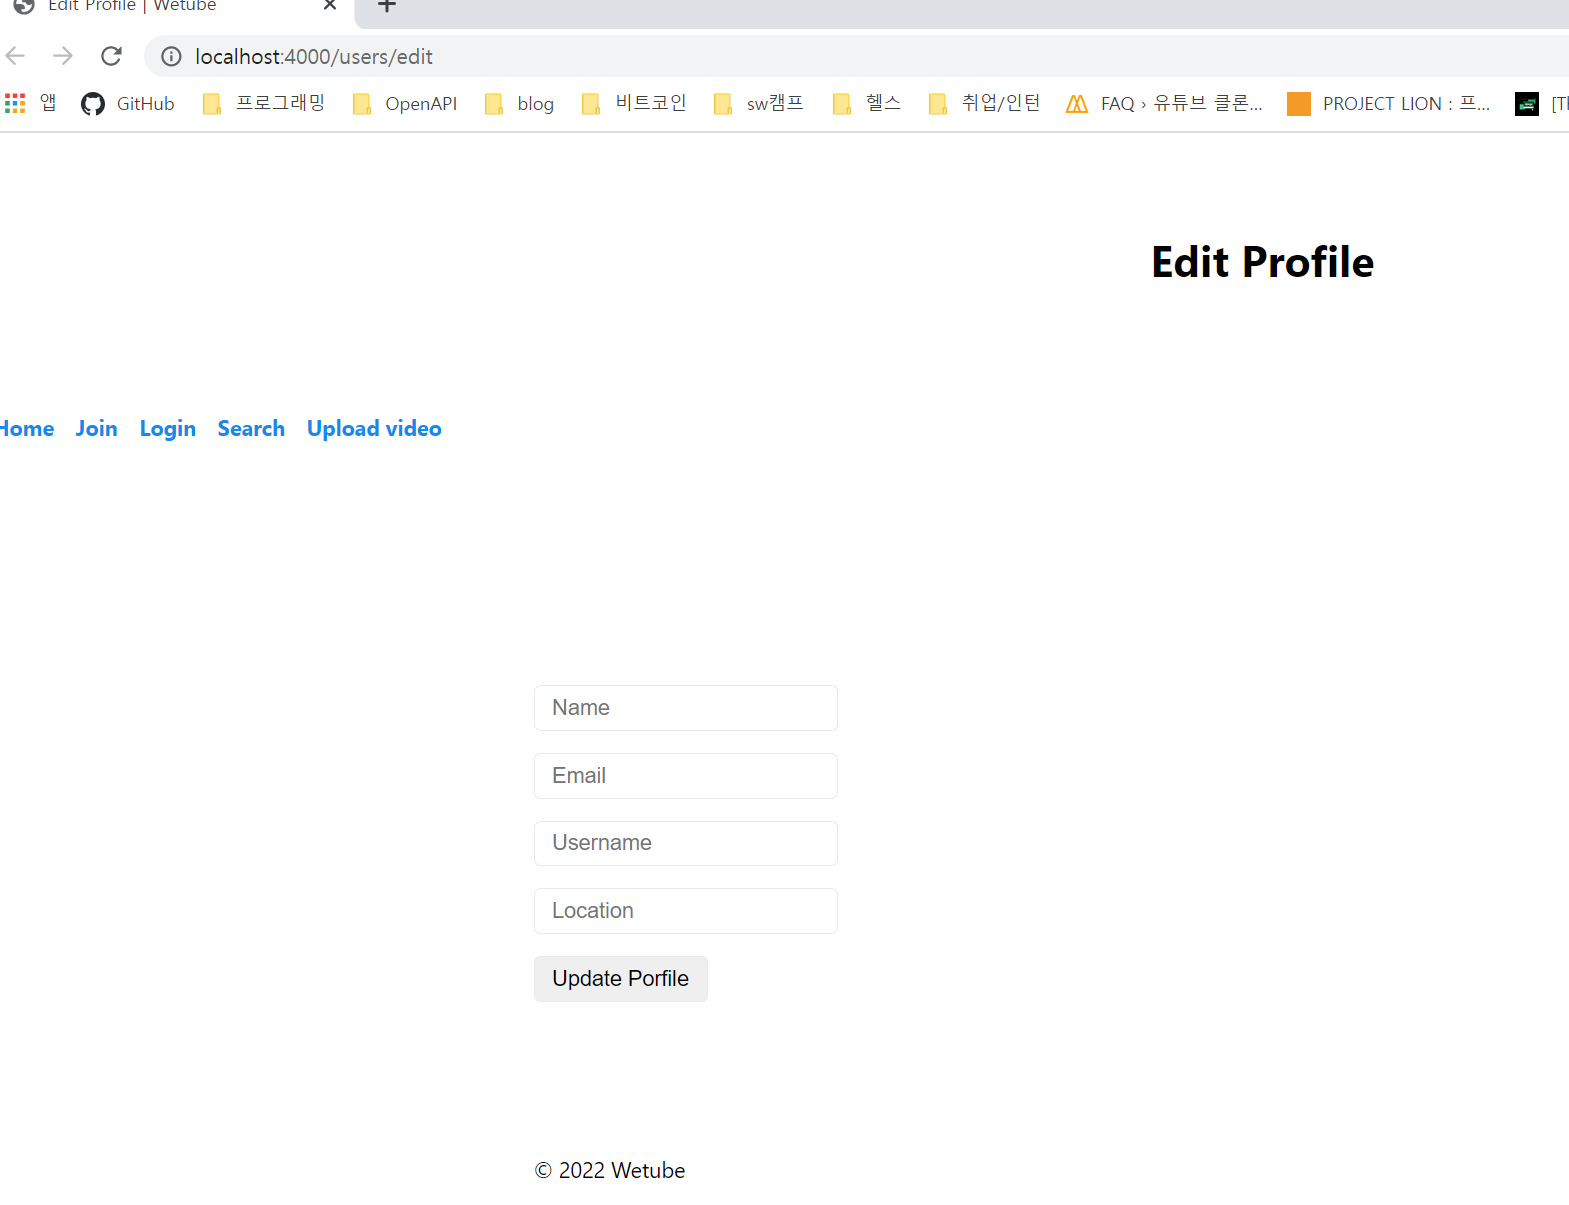 Edit Profile | Wetube
localhost:4000/users/edit
앱 GitHub 프로그래밍 OpenAPI blog 비트코인 sw캠프 헬스 취업/인턴 FAQ › 유튜브 클론... PROJECT LION : 프...
Edit Profile
Home Join Login Search Upload video
Name
Email
Username
Location
Update Porfile
© 2022 Wetube